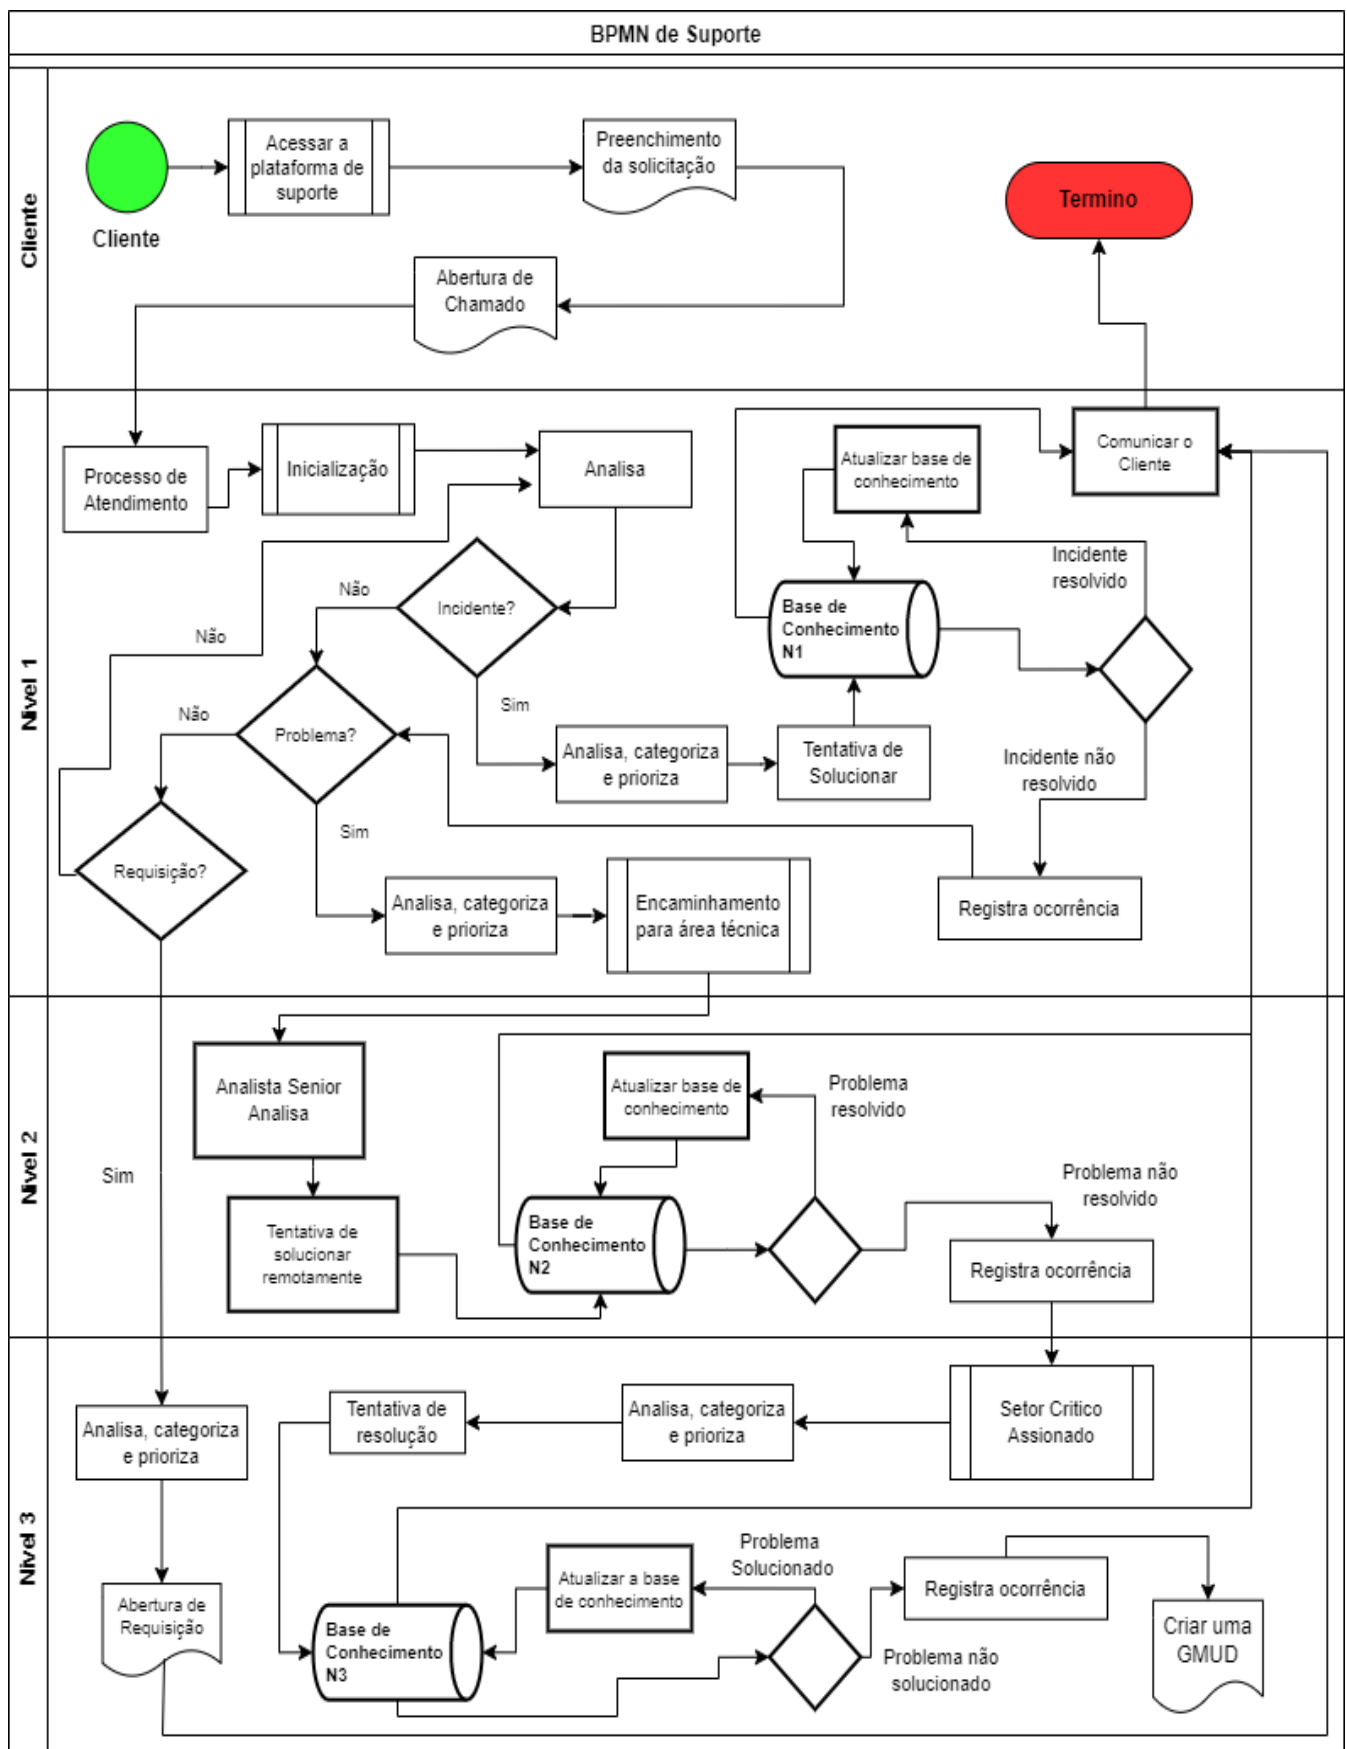 BPMN de Suporte
Cliente
Cliente
Acessar a
plataforma de
suporte
Preenchimento
da solicitação
Abertura de
Chamado
Termino
Nivel 1
Processo de
Atendimento
Inicialização
Analisa
Atualizar base de
conhecimento
Comunicar o
Cliente
Incidente
resolvido
Incidente?
Não
Não
Base de
Conhecimento
N1
Sim
Problema?
Não
Analisa, categoriza
e prioriza
Tentativa de
Solucionar
Incidente não
resolvido
Sim
Requisição?
Analisa, categoriza
e prioriza
Encaminhamento
para área técnica
Registra ocorrência
Nivel 2
Analista Senior
Analisa
Atualizar base de
conhecimento
Problema
resolvido
Sim
Tentativa de
solucionar
remotamente
Base de
Conhecimento
N2
Problema não
resolvido
Registra ocorrência
Nivel 3
Analisa, categoriza
e prioriza
Tentativa de
resolução
Analisa, categoriza
e prioriza
Setor Critico
Assionado
Abertura de
Requisição
Base de
Conhecimento
N3
Atualizar a base
de conhecimento
Problema
Solucionado
Registra ocorrência
Problema não
solucionado
Criar uma
GMUD